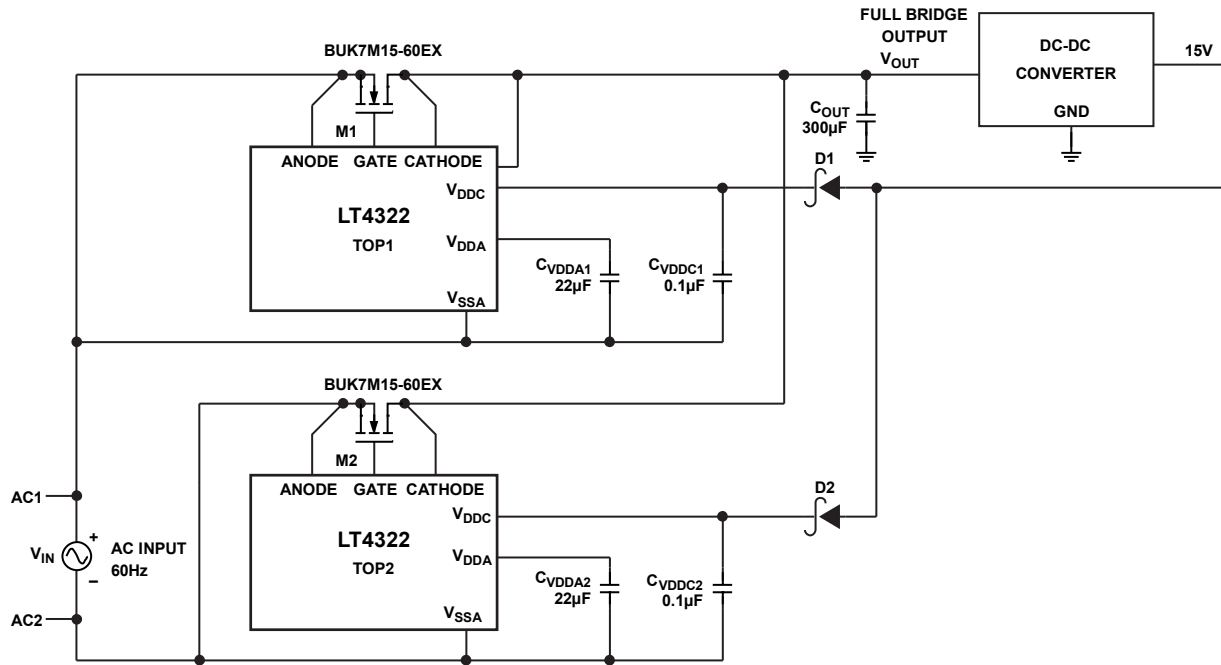 FULL BRIDGE
OUTPUT
VOUT
DC-DC
CONVERTER
GND
15V
BUK7M15-60EX
M1
COUT
300µF
ANODE GATE CATHODE
VDDC
LT4322
TOP1
VDDA
VSSA
D1
CVDDA1
22µF
CVDDC1
0.1µF
BUK7M15-60EX
M2
ANODE GATE CATHODE
VDDC
LT4322
TOP2
VDDA
VSSA
D2
CVDDA2
22µF
CVDDC2
0.1µF
AC1
VIN
+
–
AC INPUT
60Hz
AC2